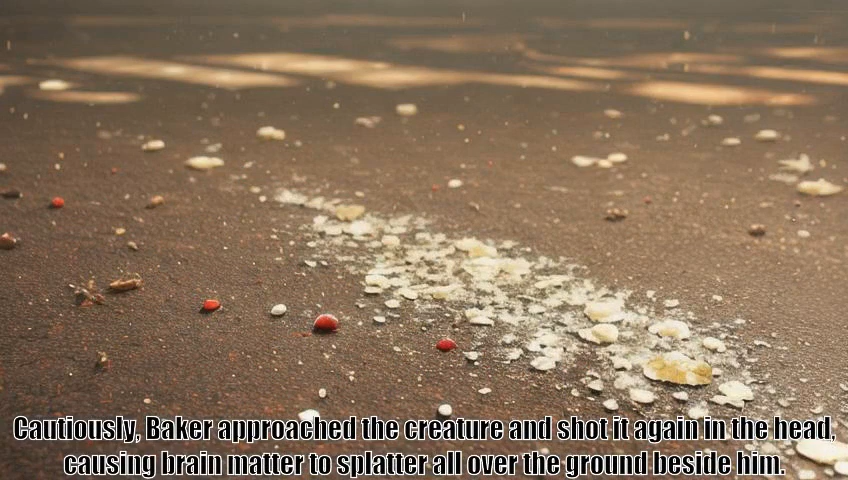 Cautiously, Baker approached the creature and shot it again in the head,
causing brain matter to splatter all over the ground beside him.